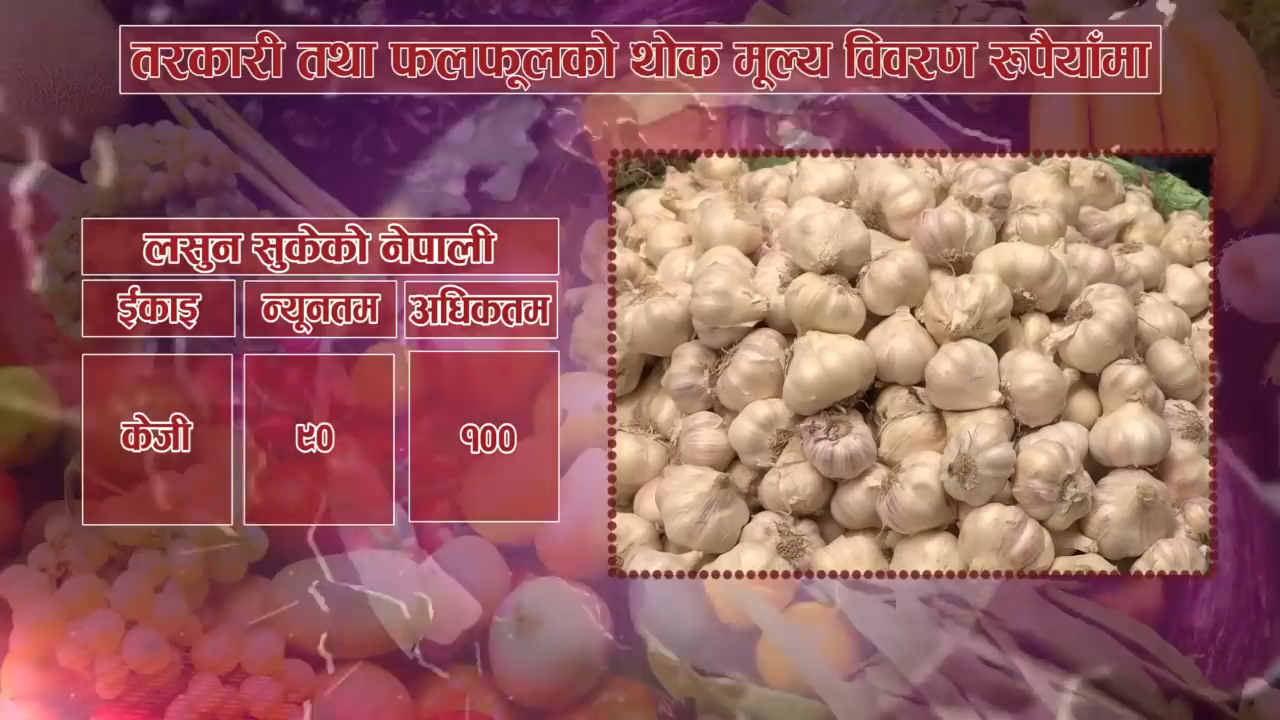 तरकारी तथा फलफूलको थोक मूल्य विवरण रूपैयाँमा
लसुन सुकेको नेपाली
ईकाइ न्यूनतम अधिकतम
केजी ९० १००